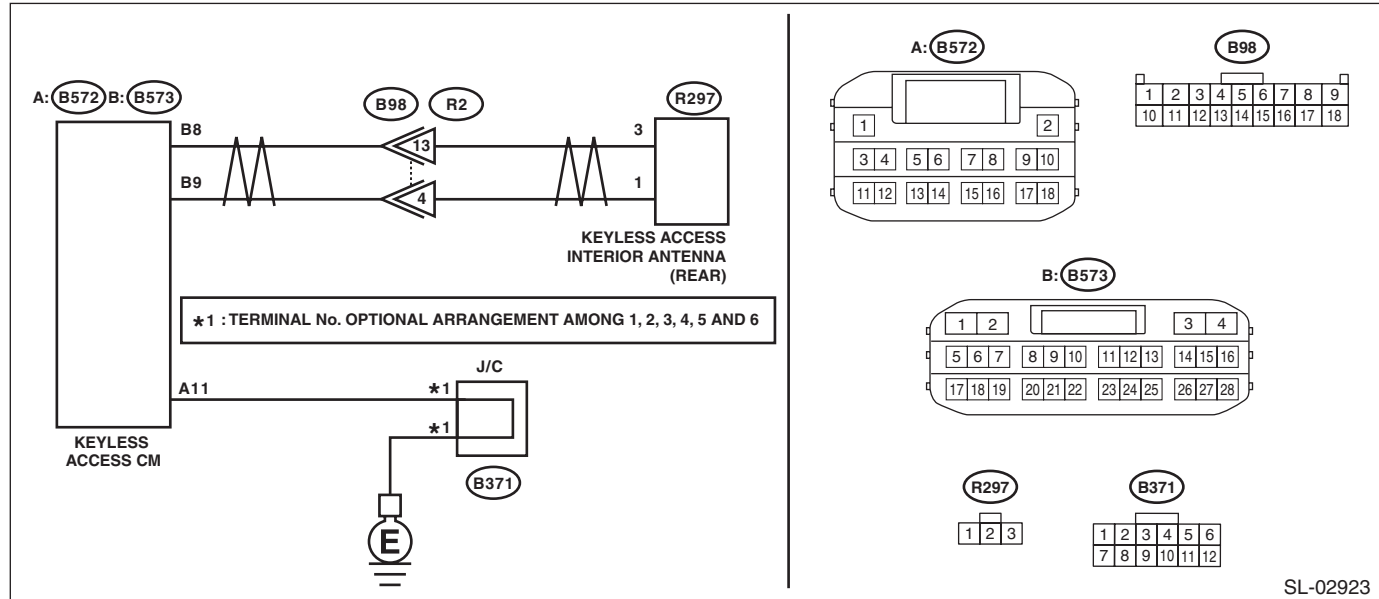 A: B572 B: B573
B98 R2
R297
B8
13
3
B9
4
1
KEYLESS ACCESS
INTERIOR ANTENNA
(REAR)
*1 : TERMINAL No. OPTIONAL ARRANGEMENT AMONG 1, 2, 3, 4, 5 AND 6
J/C
A11
*1
*1
KEYLESS
ACCESS CM
B371
E
A: B572
1 2
3 4 5 6 7 8 9 10
11 12 13 14 15 16 17 18
B98
1 2 3 4 5 6 7 8 9
10 11 12 13 14 15 16 17 18
B: B573
1 2 3 4
5 6 7 8 9 10 11 12 13 14 15 16
17 18 19 20 21 22 23 24 25 26 27 28
R297
1 2 3
B371
1 2 3 4 5 6
7 8 9 10 11 12
SL-02923